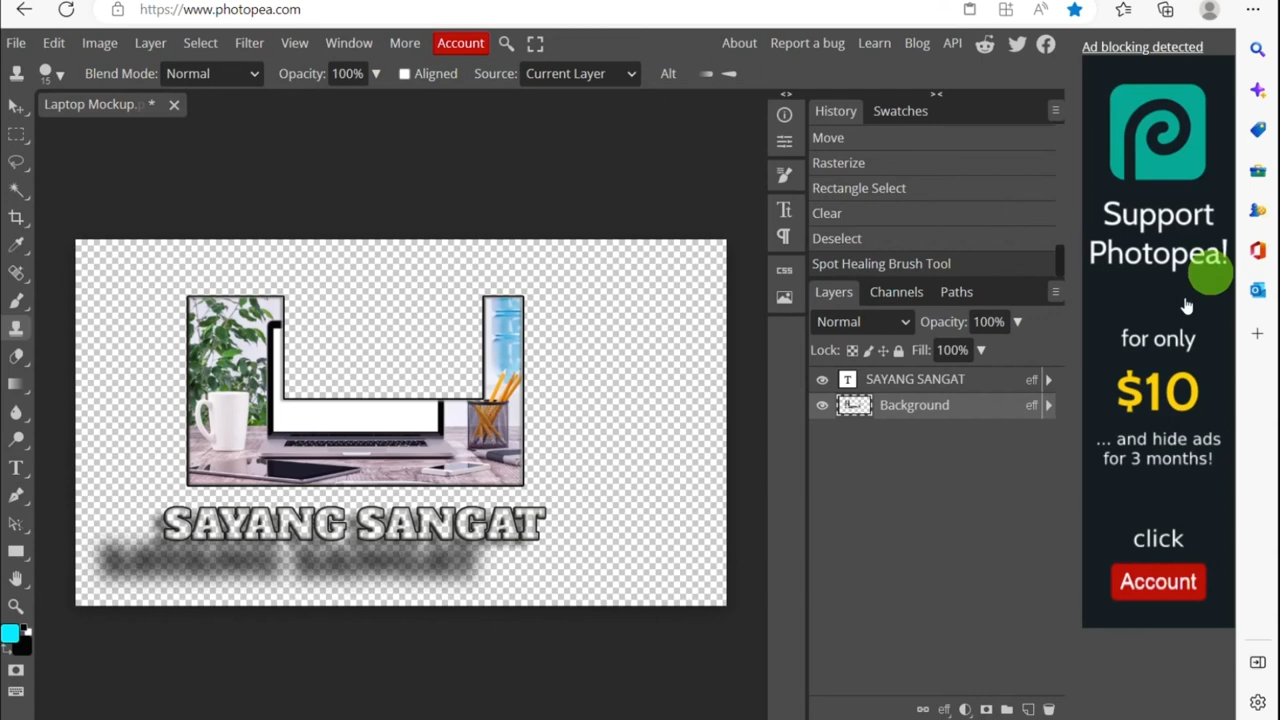 https://www.photopea.com
File Edit Image Layer Select Filter View Window More Account About Report a bug Learn Blog API
15 Blend Mode: Normal Opacity: 100% Aligned Source: Current Layer Alt
Laptop Mockup.p *
History Swatches
Move
Rasterize
Rectangle Select
Clear
Deselect
Spot Healing Brush Tool
Layers Channels Paths
Normal Opacity: 100%
Lock: Fill: 100%
T SAYANG SANGAT eff
Background eff
css
SAYANG SANGAT
Ad blocking detected
Support
Photopea!
for only
$10
... and hide ads
for 3 months!
click
Account
eff